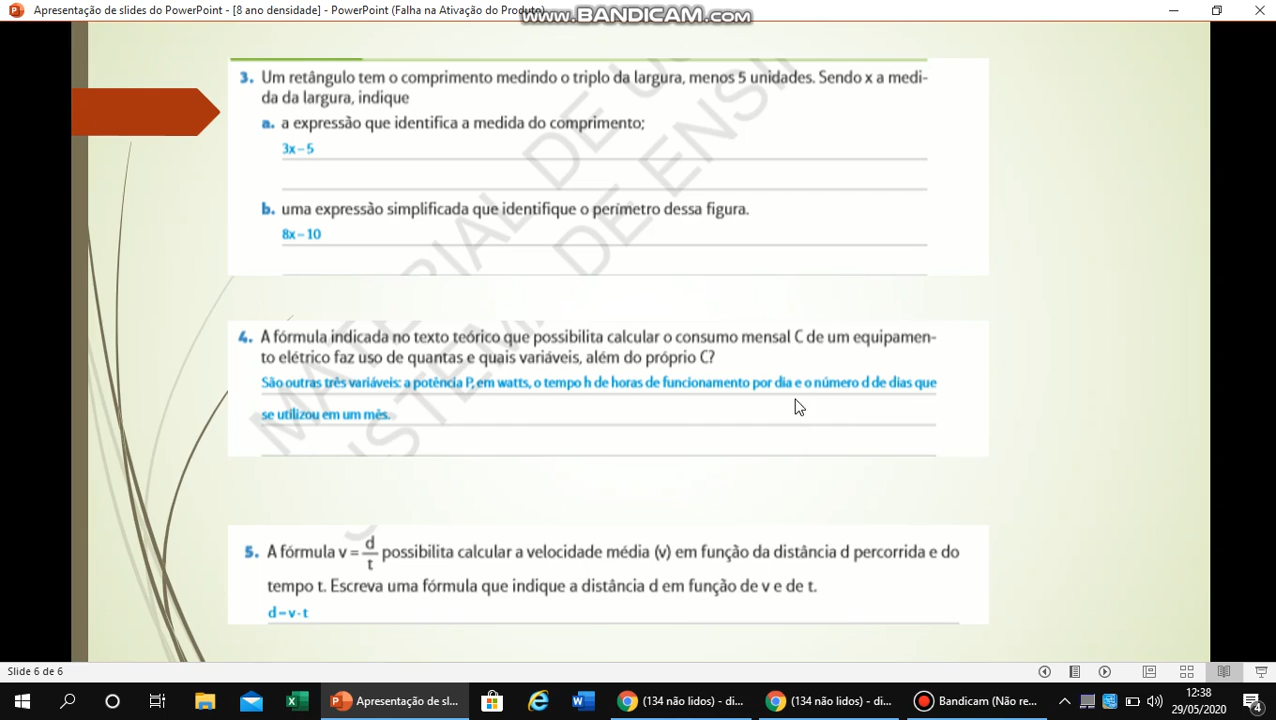 Apresentação de slides do PowerPoint - [8 ano densidade] - PowerPoint (Falha na Ativação do Produto)
www.BANDICAM.com
3. Um retângulo tem o comprimento medindo o triplo da largura, menos 5 unidades. Sendo x a medi-
da da largura, indique
a. a expressão que identifica a medida do comprimento;
3x – 5
b. uma expressão simplificada que identifique o perímetro dessa figura.
8x – 10
4. A fórmula indicada no texto teórico que possibilita calcular o consumo mensal C de um equipamen-
to elétrico faz uso de quantas e quais variáveis, além do próprio C?
São outras três variáveis: a potência P, em watts, o tempo h de horas de funcionamento por dia e o número d de dias que
se utilizou em um mês.
5. A fórmula v = d/t possibilita calcular a velocidade média (v) em função da distância d percorrida e do
tempo t. Escreva uma fórmula que indique a distância d em função de v e de t.
d = v · t
MATERIAL DE
SISTEMA DE ENSI
Slide 6 de 6
Apresentação de sl...
(134 não lidos) - di...
(134 não lidos) - di...
Bandicam (Não re...
12:38
29/05/2020
4